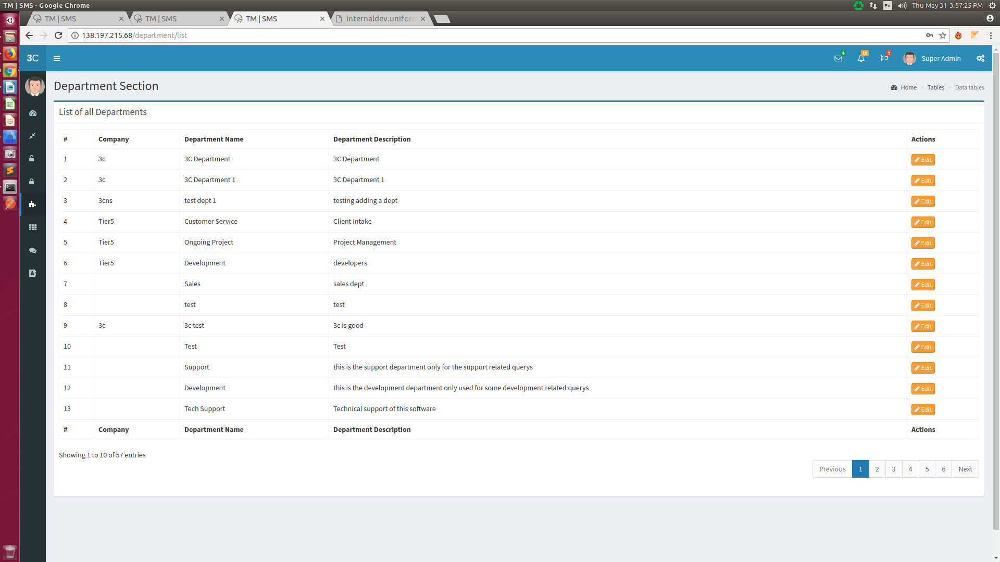 TM | SMS - Google Chrome
En
Thu May 31 3:57:25 PM
TM | SMS
TM | SMS
TM | SMS
internaldev.uniforn
138.197.215.68/department/list
3C
4
10
9
Super Admin
Department Section
Home > Tables > Data tables
List of all Departments
# Company Department Name Department Description Actions
1 3c 3C Department 3C Department Edit
2 3c 3C Department 1 3C Department 1 Edit
3 3cns test dept 1 testing adding a dept Edit
4 Tier5 Customer Service Client Intake Edit
5 Tier5 Ongoing Project Project Management Edit
6 Tier5 Development developers Edit
7 Sales sales dept Edit
8 test test Edit
9 3c 3c test 3c is good Edit
10 Test Test Edit
11 Support this is the support department only for the support related querys Edit
12 Development this is the development department only used for some development related querys Edit
13 Tech Support Technical support of this software Edit
# Company Department Name Department Description Actions
Showing 1 to 10 of 57 entries
Previous 1 2 3 4 5 6 Next